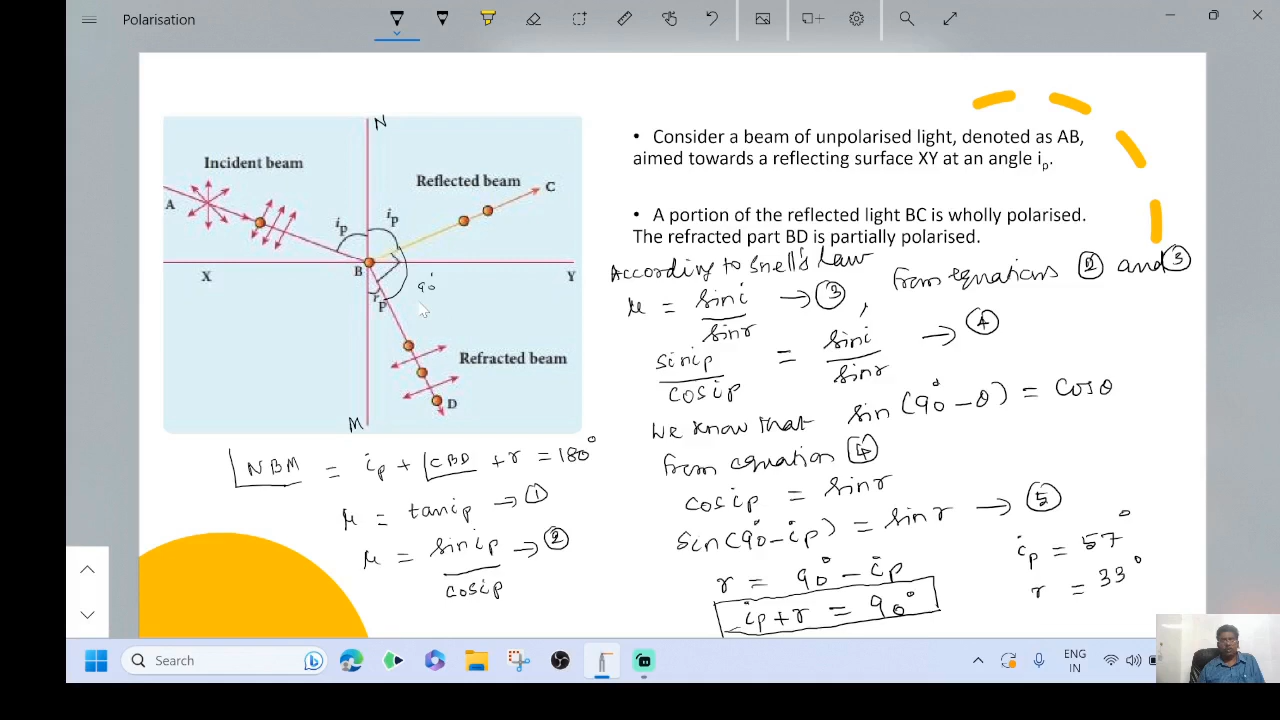 Polarisation
N
Incident beam
Reflected beam
C
A
iₚ
iₚ
B
X
Y
90°
rₚ
Refracted beam
D
M
∠NBM = iₚ + ∠CBD + r = 180°
μ = tan iₚ → ①
μ = sin iₚ / cos iₚ → ②
• Consider a beam of unpolarised light, denoted as AB,
aimed towards a reflecting surface XY at an angle iₚ.
• A portion of the reflected light BC is wholly polarised.
The refracted part BD is partially polarised.
According to Snell's Law
μ = sin i / sin r → ③, from equations ② and ③
sin iₚ / cos iₚ = sin i / sin r → ④
We know that sin(90° – θ) = cos θ
from equation ④
cos iₚ = sin r
sin(90° – iₚ) = sin r → ⑤
r = 90° – iₚ
iₚ + r = 90°
iₚ = 57°
r = 33°
Search
ENG
IN